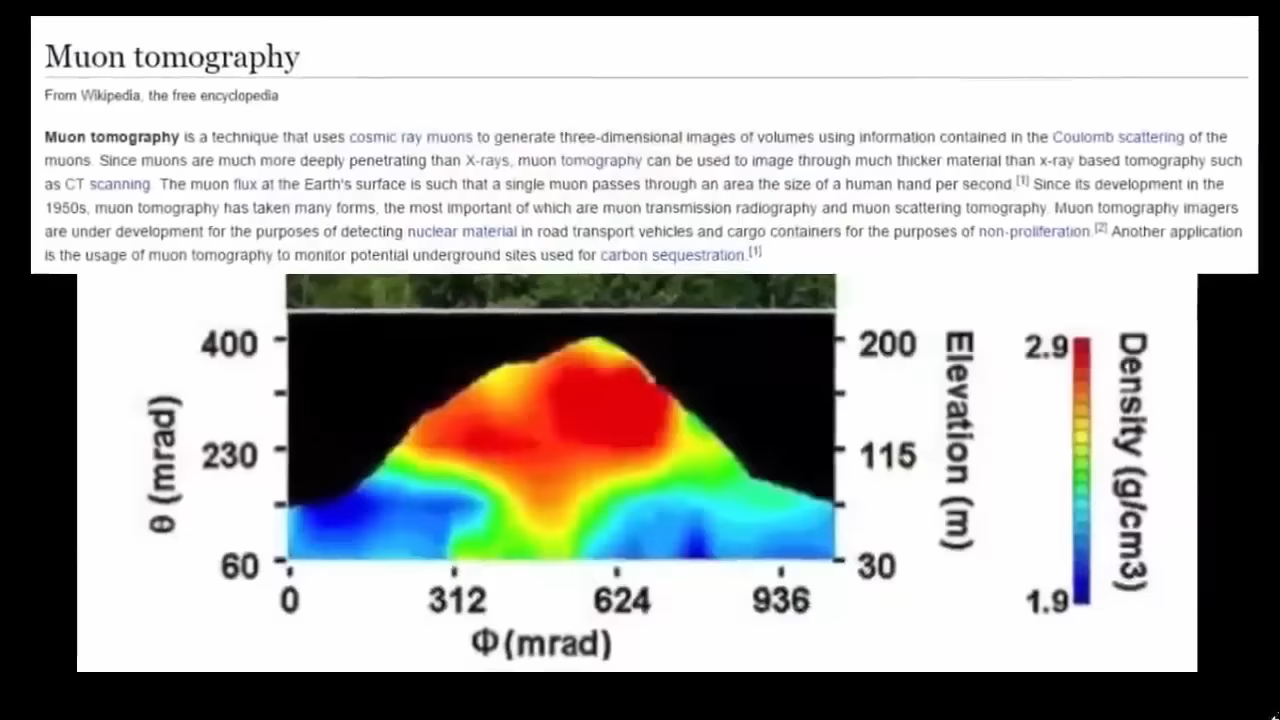 Muon tomography
From Wikipedia, the free encyclopedia
Muon tomography is a technique that uses cosmic ray muons to generate three-dimensional images of volumes using information contained in the Coulomb scattering of the
muons. Since muons are much more deeply penetrating than X-rays, muon tomography can be used to image through much thicker material than x-ray based tomography such
as CT scanning. The muon flux at the Earth's surface is such that a single muon passes through an area the size of a human hand per second.[1] Since its development in the
1950s, muon tomography has taken many forms, the most important of which are muon transmission radiography and muon scattering tomography. Muon tomography imagers
are under development for the purposes of detecting nuclear material in road transport vehicles and cargo containers for the purposes of non-proliferation.[2] Another application
is the usage of muon tomography to monitor potential underground sites used for carbon sequestration.[1]
400
230
60
θ (mrad)
0 312 624 936
Φ (mrad)
200
115
30
Elevation (m)
2.9
1.9
Density (g/cm3)